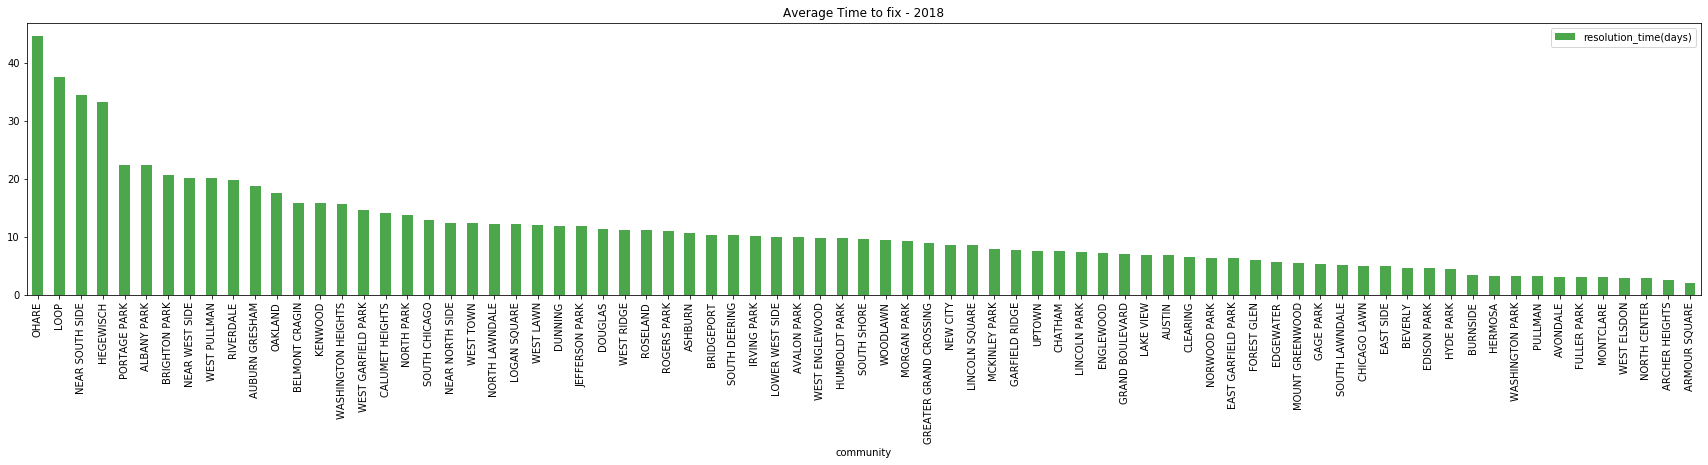 Average Time to fix - 2018
resolution_time(days)
40
30
20
10
0
OHARE
LOOP
NEAR SOUTH SIDE
HEGEWISCH
PORTAGE PARK
ALBANY PARK
BRIGHTON PARK
NEAR WEST SIDE
WEST PULLMAN
RIVERDALE
AUBURN GRESHAM
OAKLAND
BELMONT CRAGIN
KENWOOD
WASHINGTON HEIGHTS
WEST GARFIELD PARK
CALUMET HEIGHTS
NORTH PARK
SOUTH CHICAGO
NEAR NORTH SIDE
WEST TOWN
NORTH LAWNDALE
LOGAN SQUARE
WEST LAWN
DUNNING
JEFFERSON PARK
DOUGLAS
WEST RIDGE
ROSELAND
ROGERS PARK
ASHBURN
BRIDGEPORT
SOUTH DEERING
IRVING PARK
LOWER WEST SIDE
AVALON PARK
WEST ENGLEWOOD
HUMBOLDT PARK
SOUTH SHORE
WOODLAWN
MORGAN PARK
GREATER GRAND CROSSING
NEW CITY
LINCOLN SQUARE
MCKINLEY PARK
GARFIELD RIDGE
UPTOWN
CHATHAM
LINCOLN PARK
ENGLEWOOD
GRAND BOULEVARD
LAKE VIEW
AUSTIN
CLEARING
NORWOOD PARK
EAST GARFIELD PARK
FOREST GLEN
EDGEWATER
MOUNT GREENWOOD
GAGE PARK
SOUTH LAWNDALE
CHICAGO LAWN
EAST SIDE
BEVERLY
EDISON PARK
HYDE PARK
BURNSIDE
HERMOSA
WASHINGTON PARK
PULLMAN
AVONDALE
FULLER PARK
MONTCLARE
WEST ELSDON
NORTH CENTER
ARCHER HEIGHTS
ARMOUR SQUARE
community